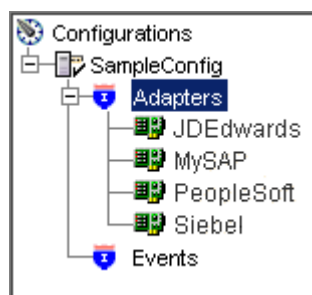 Configurations
SampleConfig
Adapters
JDEdwards
MySAP
PeopleSoft
Siebel
Events